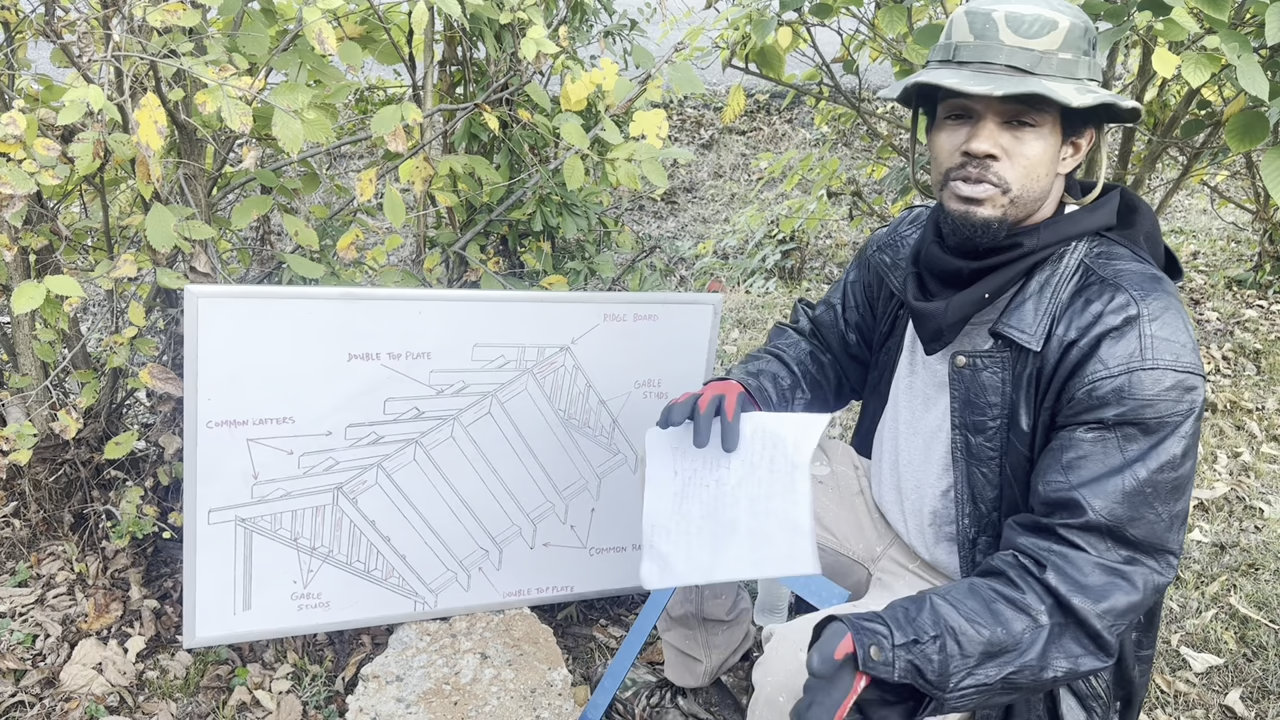 RIDGE BOARD
DOUBLE TOP PLATE
GABLE
STUDS
COMMON RAFTERS
COMMON RA
DOUBLE TOP PLATE
GABLE
STUDS